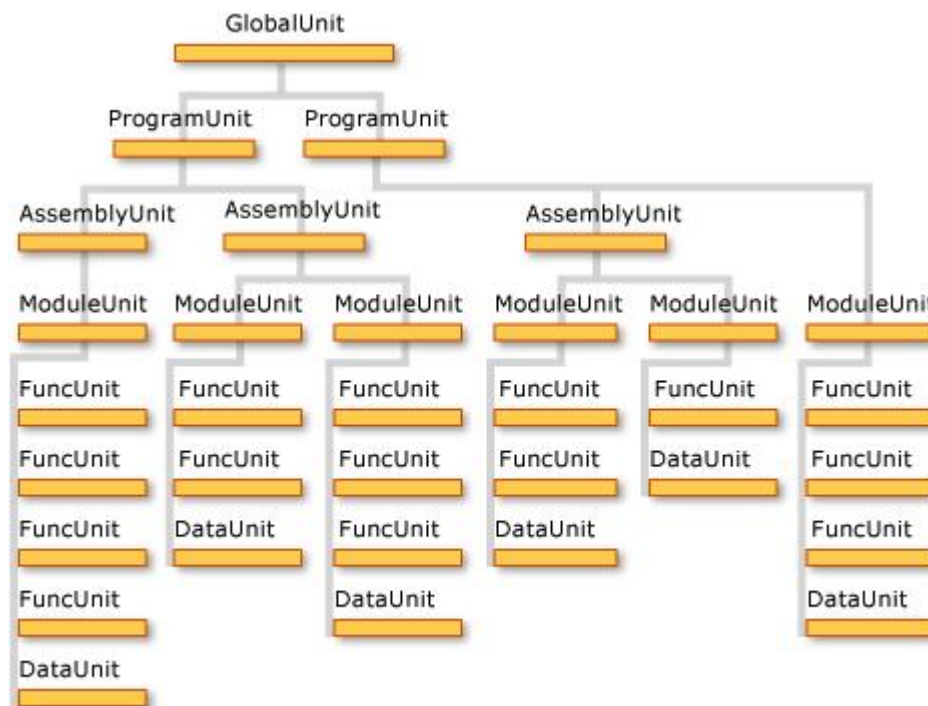 GlobalUnit
ProgramUnit ProgramUnit
AssemblyUnit AssemblyUnit AssemblyUnit
ModuleUnit ModuleUnit ModuleUnit ModuleUnit ModuleUnit ModuleUnit
FuncUnit FuncUnit FuncUnit FuncUnit FuncUnit FuncUnit
FuncUnit FuncUnit FuncUnit FuncUnit DataUnit FuncUnit
FuncUnit DataUnit FuncUnit DataUnit FuncUnit
FuncUnit DataUnit DataUnit
DataUnit